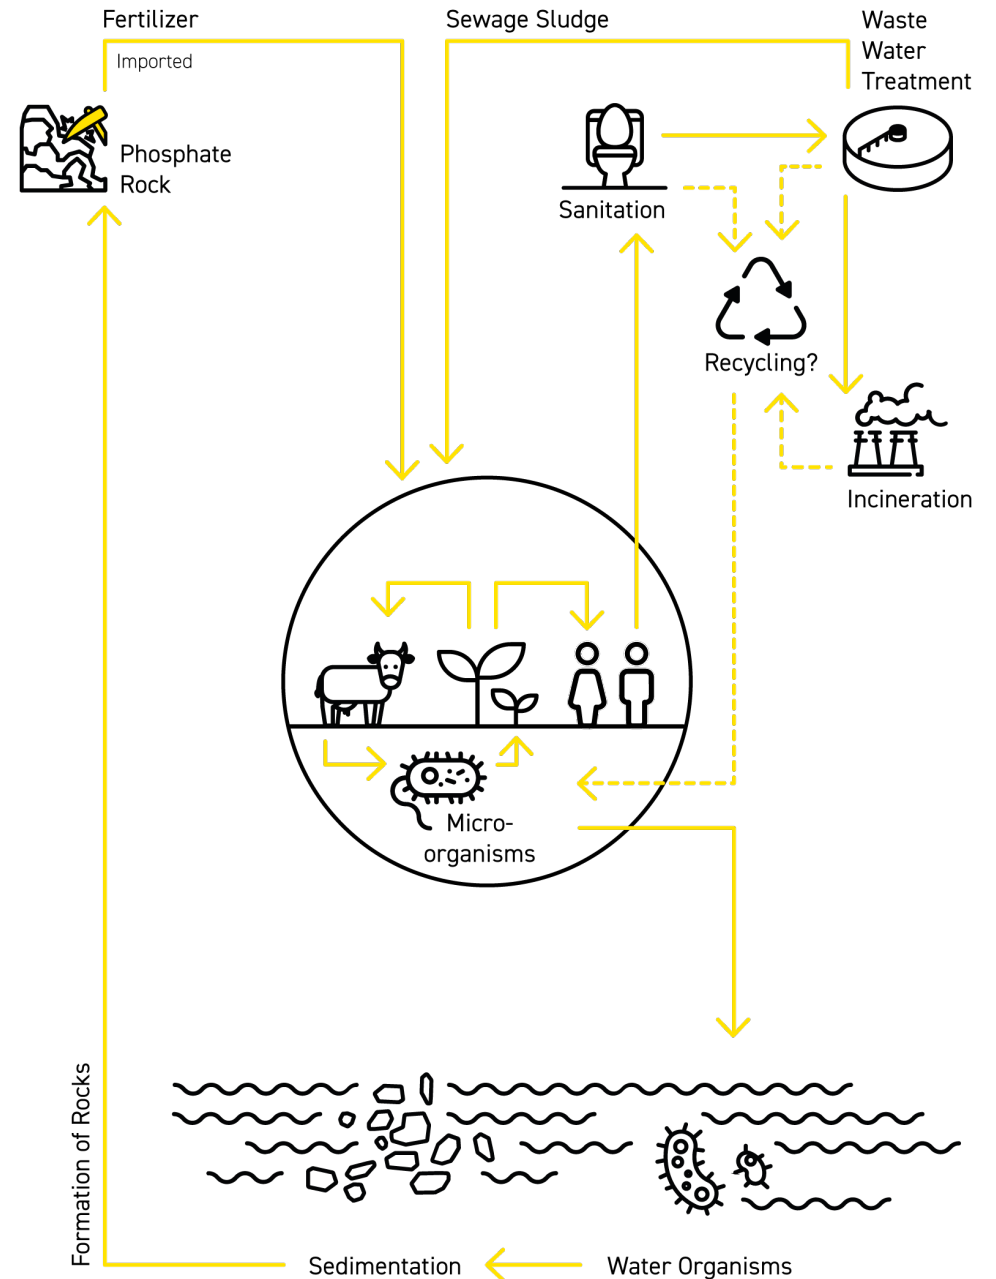 Fertilizer
Imported
Sewage Sludge
Waste
Water
Treatment
Phosphate
Rock
Sanitation
Recycling?
Incineration
Micro-
organisms
Formation of Rocks
Sedimentation
Water Organisms